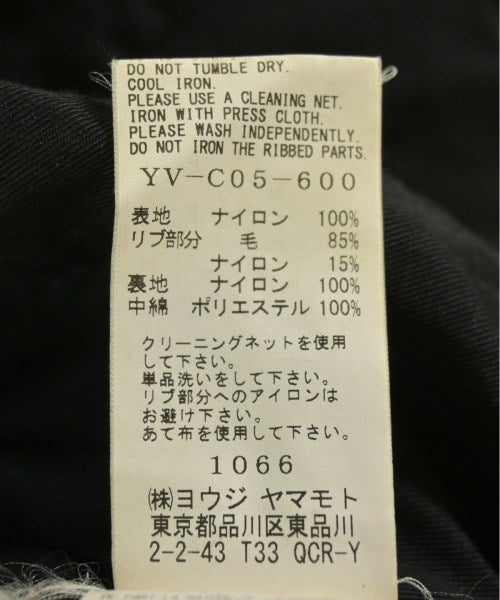 DO NOT TUMBLE DRY.
COOL IRON.
PLEASE USE A CLEANING NET.
IRON WITH PRESS CLOTH.
PLEASE WASH INDEPENDENTLY.
DO NOT IRON THE RIBBED PARTS.
YV-C05-600
表地 ナイロン 100%
リブ部分 毛 85%
ナイロン 15%
裏地 ナイロン 100%
中綿 ポリエステル 100%
クリーニングネットを使用
して下さい。
単品洗いをして下さい。
リブ部分へのアイロンは
お避け下さい。
あて布を使用して下さい。
1066
㈱ヨウジ ヤマモト
東京都品川区東品川
2-2-43 T33 QCR-Y